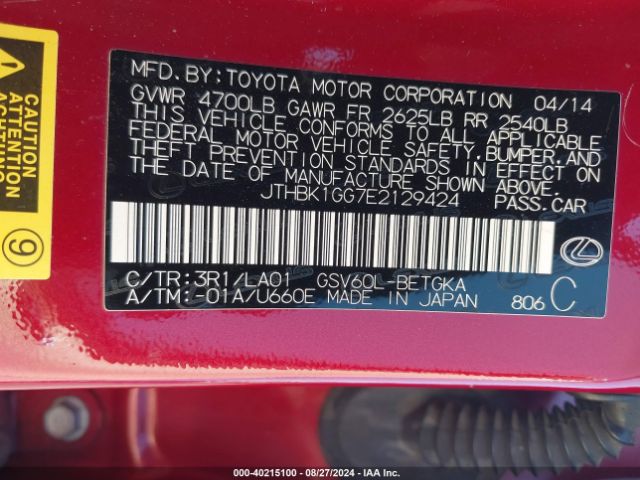 MFD.BY:TOYOTA MOTOR CORPORATION 04/14
GVWR 4700LB GAWR FR 2625LB RR 2540LB
THIS VEHICLE CONFORMS TO ALL APPLICABLE
FEDERAL MOTOR VEHICLE SAFETY,BUMPER,AND
THEFT PREVENTION STANDARDS IN EFFECT ON
THE DATE OF MANUFACTURE SHOWN ABOVE.
JTHBK1GG7E2129424 PASS.CAR
C/TR:3R1/LA01 GSV60L-BETGKA
A/TM:-01A/U660E MADE IN JAPAN 806 C
CAUTION
ATTENTION
ACHTUNG
9
000-40215100 - 08/27/2024 - IAA Inc.